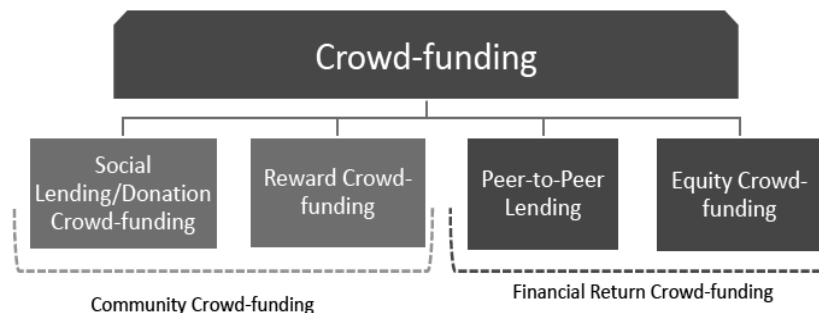 Crowd-funding
Social
Lending/Donation
Crowd-funding
Reward Crowd-
funding
Peer-to-Peer
Lending
Equity Crowd-
funding
Community Crowd-funding
Financial Return Crowd-funding